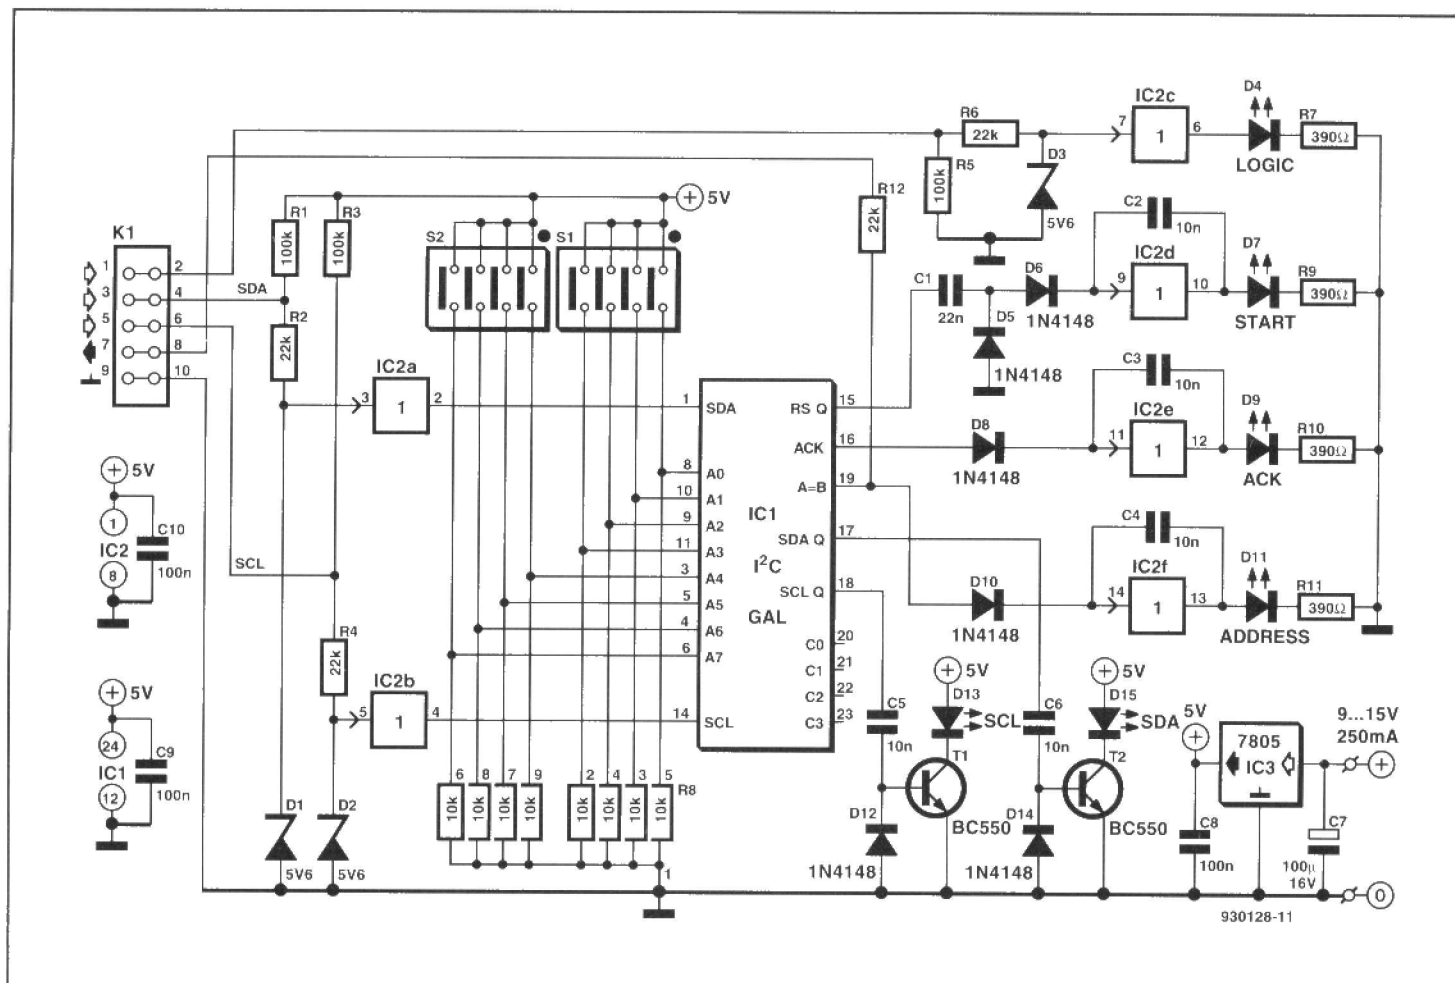 IC2c
D4
R7
7
1
6
390Ω
LOGIC
R6
22k
R5
100k
D3
5V6
R12
22k
5V
R1
100k
R3
100k
K1
1
2
3
4
5
6
7
8
9
10
SDA
R2
22k
S2
S1
C2
10n
IC2d
D7
R9
9
1
10
390Ω
START
C1
22n
D6
1N4148
D5
1N4148
C3
10n
IC2e
D9
R10
11
1
12
390Ω
ACK
D8
1N4148
C4
10n
IC2f
D11
R11
14
1
13
390Ω
ADDRESS
D10
1N4148
IC2a
3
1
2
1
SDA
8
A0
10
A1
9
A2
11
A3
3
A4
5
A5
4
A6
6
A7
14
SCL
IC1
I²C
GAL
RS Q
15
ACK
16
A=B
19
SDA Q
17
SCL Q
18
C0
20
C1
21
C2
22
C3
23
5V
1
IC2
8
C10
100n
SCL
R4
22k
IC2b
5
1
4
5V
24
IC1
12
C9
100n
D1
5V6
D2
5V6
6
8
7
9
10k
10k
10k
10k
2
4
3
5
R8
10k
10k
10k
10k
1
C5
10n
5V
D13
SCL
T1
BC550
D12
1N4148
C6
10n
5V
D15
SDA
T2
BC550
D14
1N4148
5V
7805
IC3
9...15V
250mA
C8
100n
C7
100µ
16V
0
930128-11